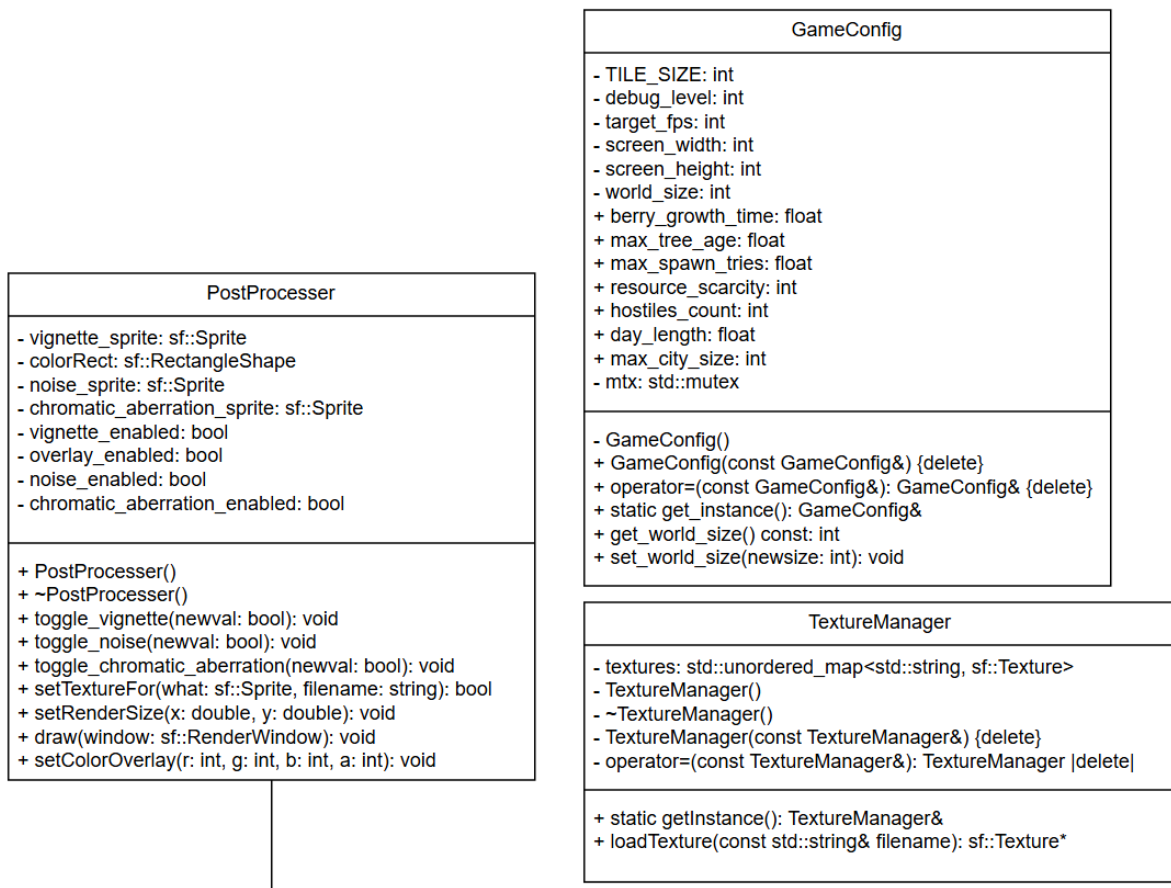 GameConfig
- TILE_SIZE: int
- debug_level: int
- target_fps: int
- screen_width: int
- screen_height: int
- world_size: int
+ berry_growth_time: float
+ max_tree_age: float
+ max_spawn_tries: float
+ resource_scarcity: int
+ hostiles_count: int
+ day_length: float
+ max_city_size: int
- mtx: std::mutex
- GameConfig()
+ GameConfig(const GameConfig&) {delete}
+ operator=(const GameConfig&): GameConfig& {delete}
+ static get_instance(): GameConfig&
+ get_world_size() const: int
+ set_world_size(newsize: int): void
PostProcesser
- vignette_sprite: sf::Sprite
- colorRect: sf::RectangleShape
- noise_sprite: sf::Sprite
- chromatic_aberration_sprite: sf::Sprite
- vignette_enabled: bool
- overlay_enabled: bool
- noise_enabled: bool
- chromatic_aberration_enabled: bool
+ PostProcesser()
+ ~PostProcesser()
+ toggle_vignette(newval: bool): void
+ toggle_noise(newval: bool): void
+ toggle_chromatic_aberration(newval: bool): void
+ setTextureFor(what: sf::Sprite, filename: string): bool
+ setRenderSize(x: double, y: double): void
+ draw(window: sf::RenderWindow): void
+ setColorOverlay(r: int, g: int, b: int, a: int): void
TextureManager
- textures: std::unordered_map<std::string, sf::Texture>
- TextureManager()
- ~TextureManager()
- TextureManager(const TextureManager&) {delete}
- operator=(const TextureManager&): TextureManager |delete|
+ static getInstance(): TextureManager&
+ loadTexture(const std::string& filename): sf::Texture*